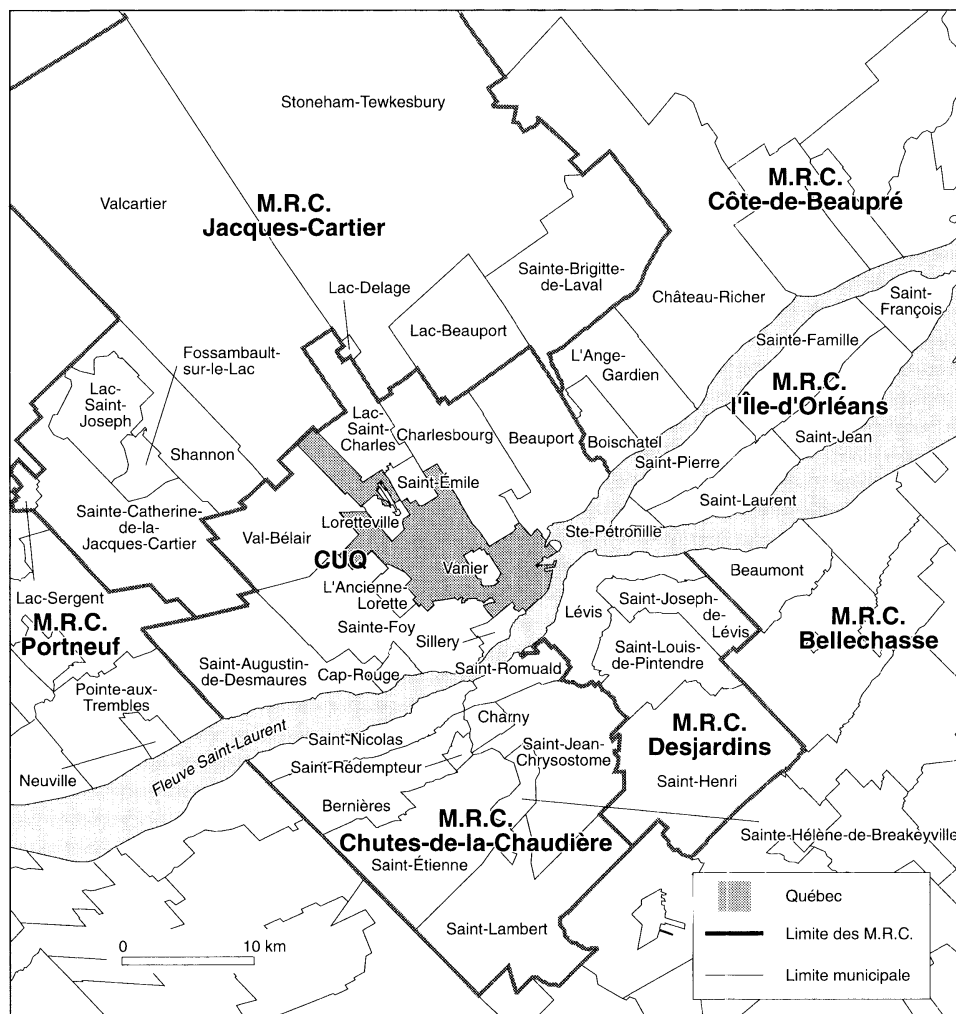 Stoneham-Tewkesbury
M.R.C.
Côte-de-Beaupré
Valcartier
M.R.C.
Jacques-Cartier
Sainte-Brigitte-
de-Laval
Lac-Delage
Château-Richer
Saint-
François
Lac-Beauport
Sainte-Famille
Fossambault-
sur-le-Lac
L'Ange-
Gardien
M.R.C.
l'Île-d'Orléans
Lac-
Saint-
Joseph
Lac-
Saint-
Charles
Charlesbourg
Beauport
Boischatel
Saint-Jean
Shannon
Saint-Pierre
Saint-Émile
Saint-Laurent
Sainte-Catherine-
de-la-
Jacques-Cartier
Loretteville
Ste-Pétronille
Val-Bélair
CUQ
Vanier
Beaumont
L'Ancienne-
Lorette
Lac-Sergent
Saint-Joseph-
de-
Lévis
Lévis
M.R.C.
Portneuf
M.R.C.
Bellechasse
Sainte-Foy
Sillery
Saint-Louis-
de-Pintendre
Saint-Augustin-
de-Desmaures
Cap-Rouge
Saint-Romuald
Pointe-aux-
Trembles
Charny
M.R.C.
Desjardins
Fleuve Saint-Laurent
Saint-Nicolas
Saint-Jean-
Chrysostome
Saint-Rédempteur
Neuville
Saint-Henri
Bernières
M.R.C.
Chutes-de-la-Chaudière
Sainte-Hélène-de-Breakeyville
Saint-Étienne
Saint-Lambert
0 10 km
Québec
Limite des M.R.C.
Limite municipale